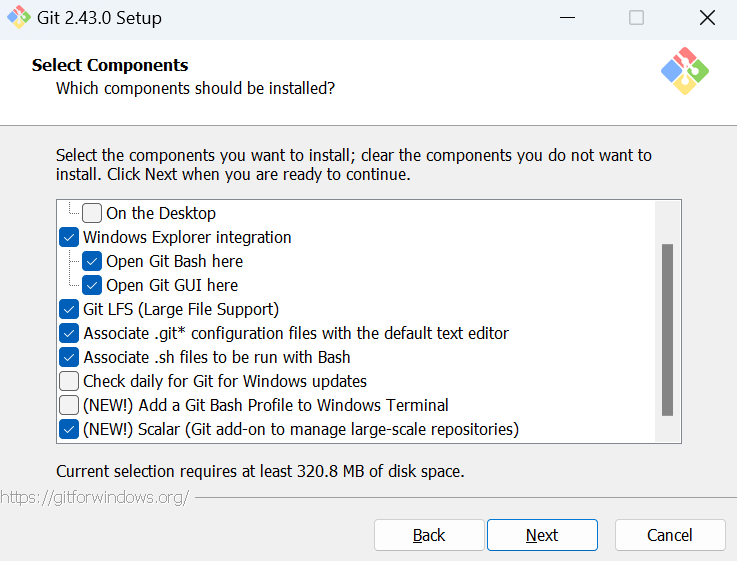 Git 2.43.0 Setup
Select Components
Which components should be installed?
Select the components you want to install; clear the components you do not want to
install. Click Next when you are ready to continue.
On the Desktop
Windows Explorer integration
Open Git Bash here
Open Git GUI here
Git LFS (Large File Support)
Associate .git* configuration files with the default text editor
Associate .sh files to be run with Bash
Check daily for Git for Windows updates
(NEW!) Add a Git Bash Profile to Windows Terminal
(NEW!) Scalar (Git add-on to manage large-scale repositories)
Current selection requires at least 320.8 MB of disk space.
https://gitforwindows.org/
Back Next Cancel